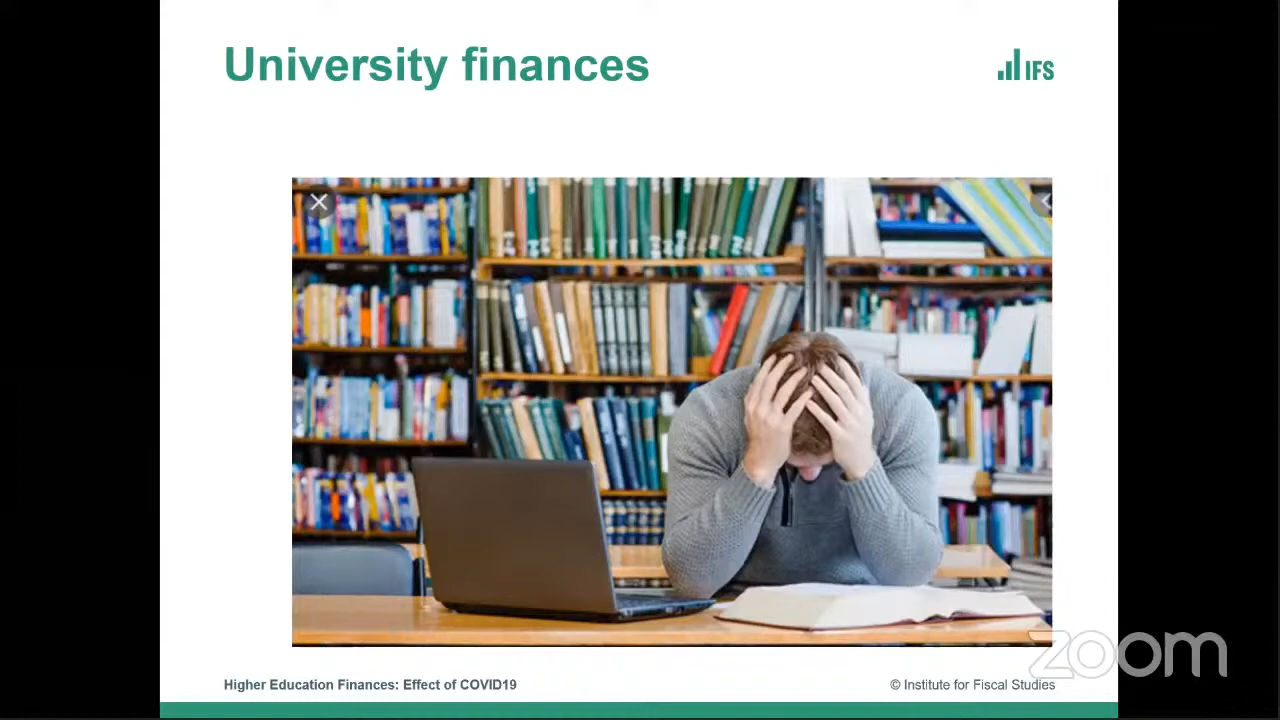 University finances
IFS
zoom
Higher Education Finances: Effect of COVID19
© Institute for Fiscal Studies